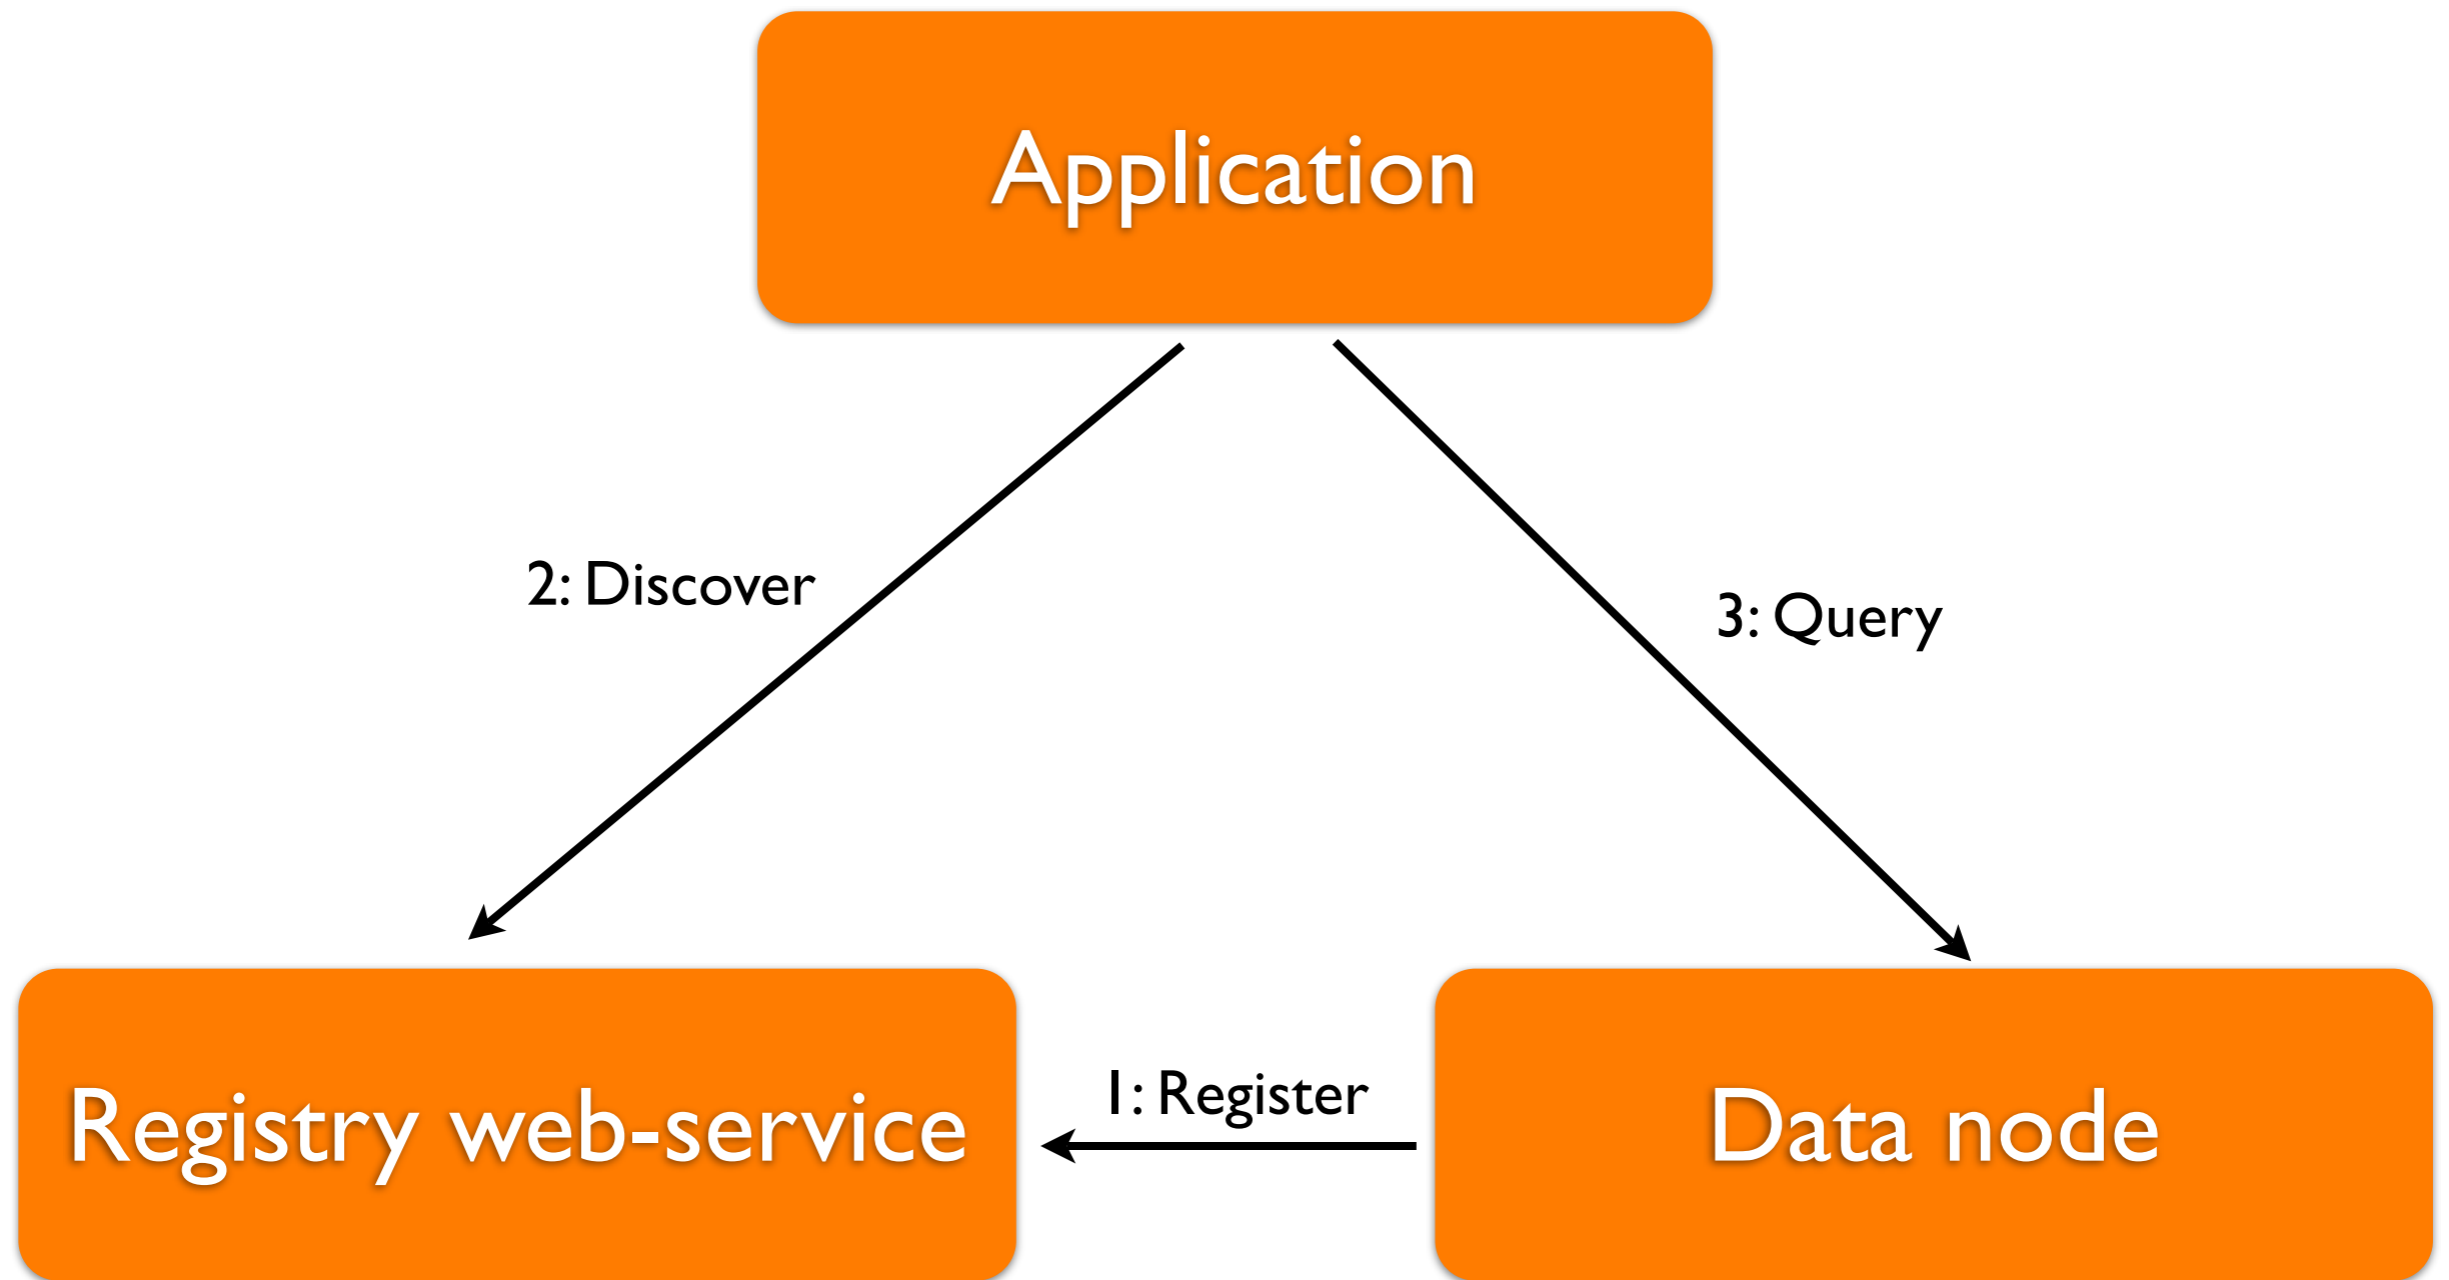 Application
2: Discover
3: Query
1: Register
Registry web-service
Data node